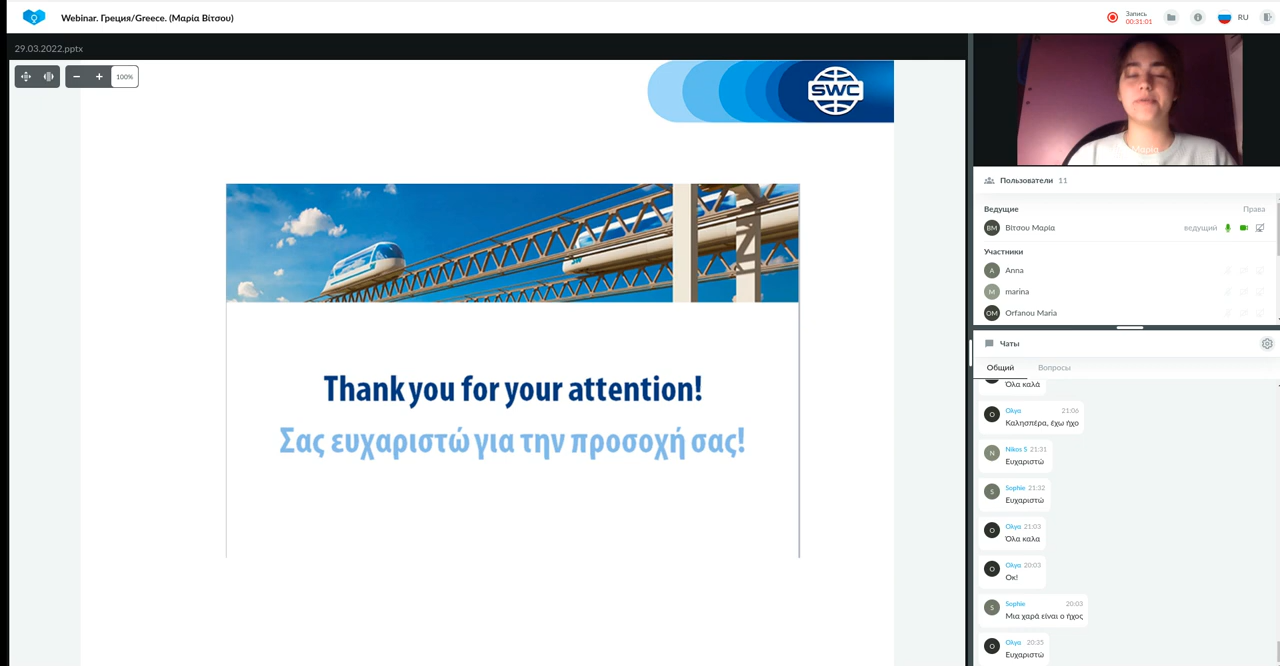 Webinar. Греция/Greece. (Μαρία Βίτσου)
Запись
00:31:01
RU
29.03.2022.pptx
100%
SWC
Thank you for your attention!
Σας ευχαριστώ για την προσοχή σας!
Μαρία
Пользователи 11
Ведущие Права
ВМ Βίτσου Μαρία ведущий
Участники
A Anna
M marina
OM Orfanou Maria
Чаты
Общий Вопросы
Όλα καλά
O Olya 21:06
Καλησπέρα, έχω ήχο
N Nikos S 21:31
Ευχαριστώ
S Sophie 21:32
Ευχαριστώ
O Olya 21:03
Όλα καλα
O Olya 20:03
Οκ!
S Sophie 20:03
Μια χαρά είναι ο ήχος
O Olya 20:35
Ευχαριστώ